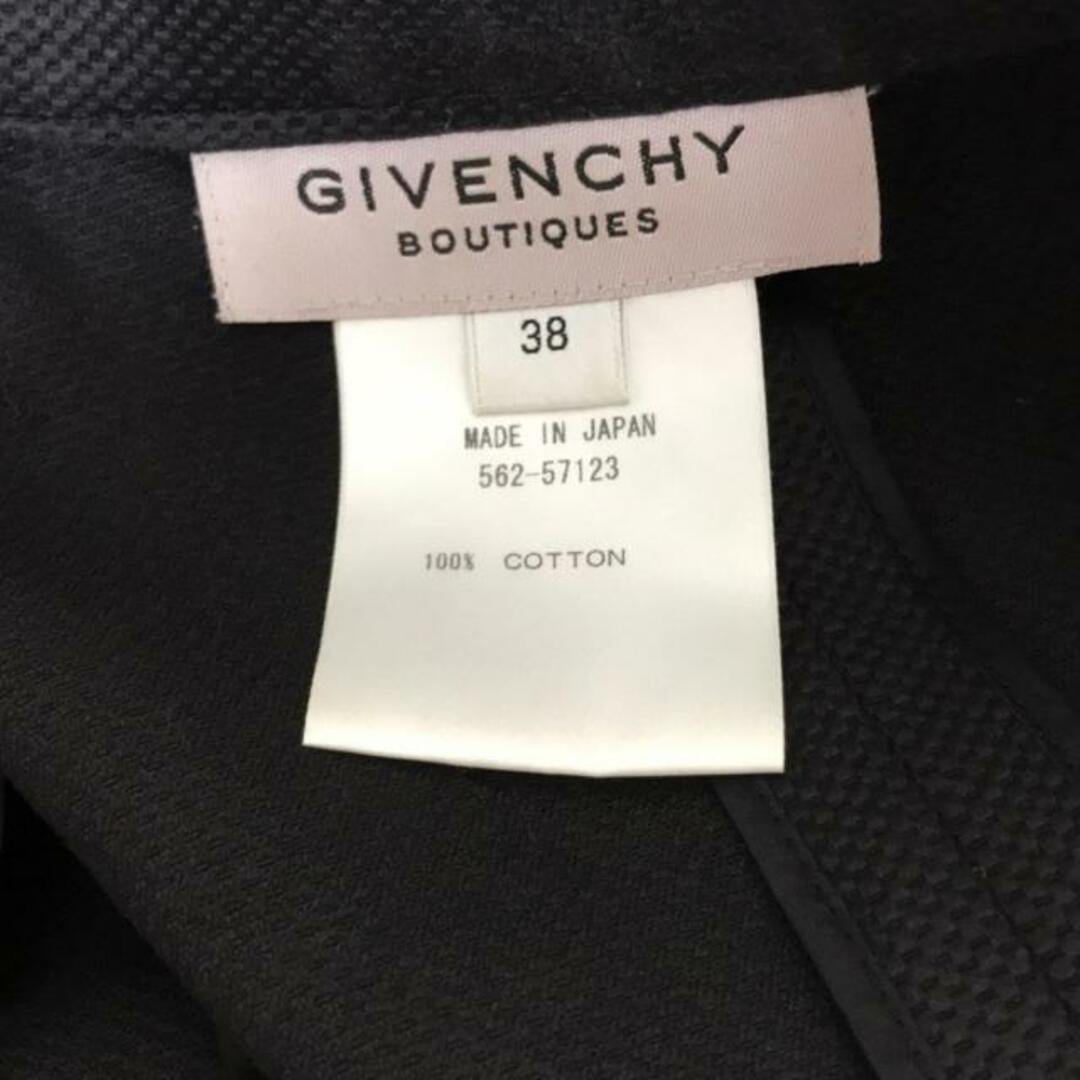 GIVENCHY
BOUTIQUES
38
MADE IN JAPAN
562-57123
100% COTTON